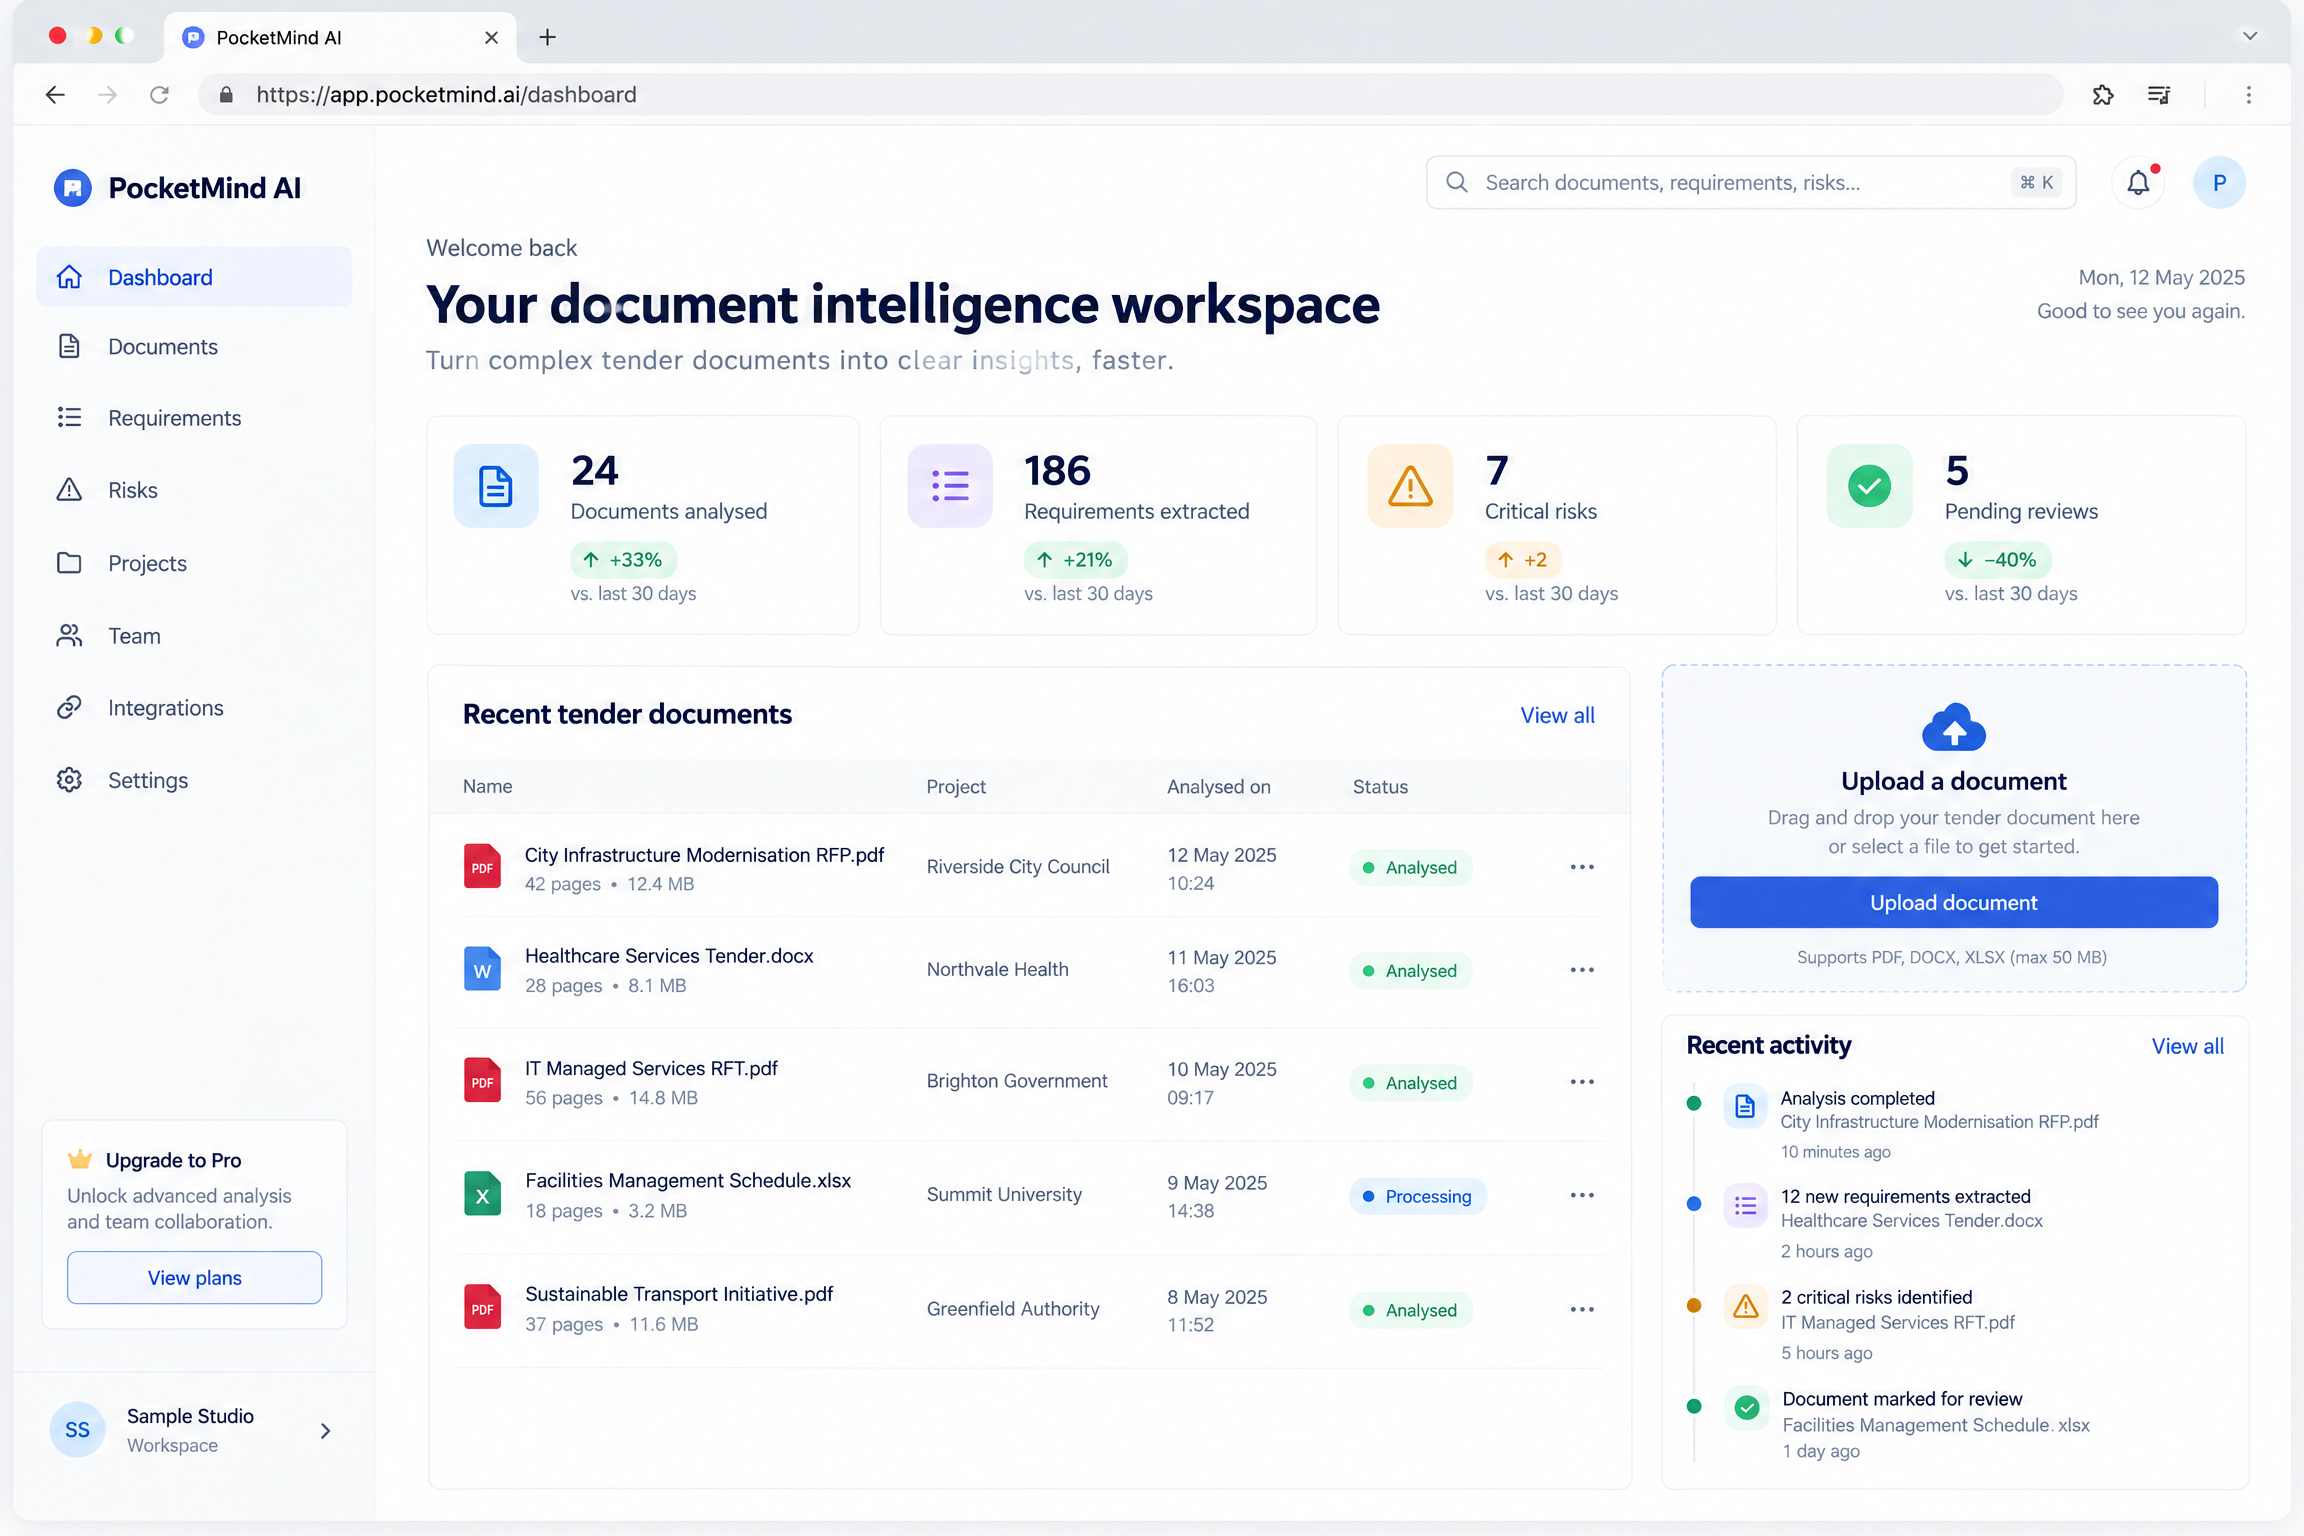 PocketMind AI
https://app.pocketmind.ai/dashboard
PocketMind AI
Dashboard
Documents
Requirements
Risks
Projects
Team
Integrations
Settings
Upgrade to Pro
Unlock advanced analysis
and team collaboration.
View plans
SS
Sample Studio
Workspace
Search documents, requirements, risks...
⌘ K
P
Welcome back
Your document intelligence workspace
Turn complex tender documents into clear insights, faster.
Mon, 12 May 2025
Good to see you again.
24
Documents analysed
↑ +33%
vs. last 30 days
186
Requirements extracted
↑ +21%
vs. last 30 days
7
Critical risks
↑ +2
vs. last 30 days
5
Pending reviews
↓ −40%
vs. last 30 days
Recent tender documents
View all
Name Project Analysed on Status
PDF
City Infrastructure Modernisation RFP.pdf
42 pages • 12.4 MB
Riverside City Council
12 May 2025
10:24
Analysed
W
Healthcare Services Tender.docx
28 pages • 8.1 MB
Northvale Health
11 May 2025
16:03
Analysed
PDF
IT Managed Services RFT.pdf
56 pages • 14.8 MB
Brighton Government
10 May 2025
09:17
Analysed
X
Facilities Management Schedule.xlsx
18 pages • 3.2 MB
Summit University
9 May 2025
14:38
Processing
PDF
Sustainable Transport Initiative.pdf
37 pages • 11.6 MB
Greenfield Authority
8 May 2025
11:52
Analysed
Upload a document
Drag and drop your tender document here
or select a file to get started.
Upload document
Supports PDF, DOCX, XLSX (max 50 MB)
Recent activity
View all
Analysis completed
City Infrastructure Modernisation RFP.pdf
10 minutes ago
12 new requirements extracted
Healthcare Services Tender.docx
2 hours ago
2 critical risks identified
IT Managed Services RFT.pdf
5 hours ago
Document marked for review
Facilities Management Schedule.xlsx
1 day ago